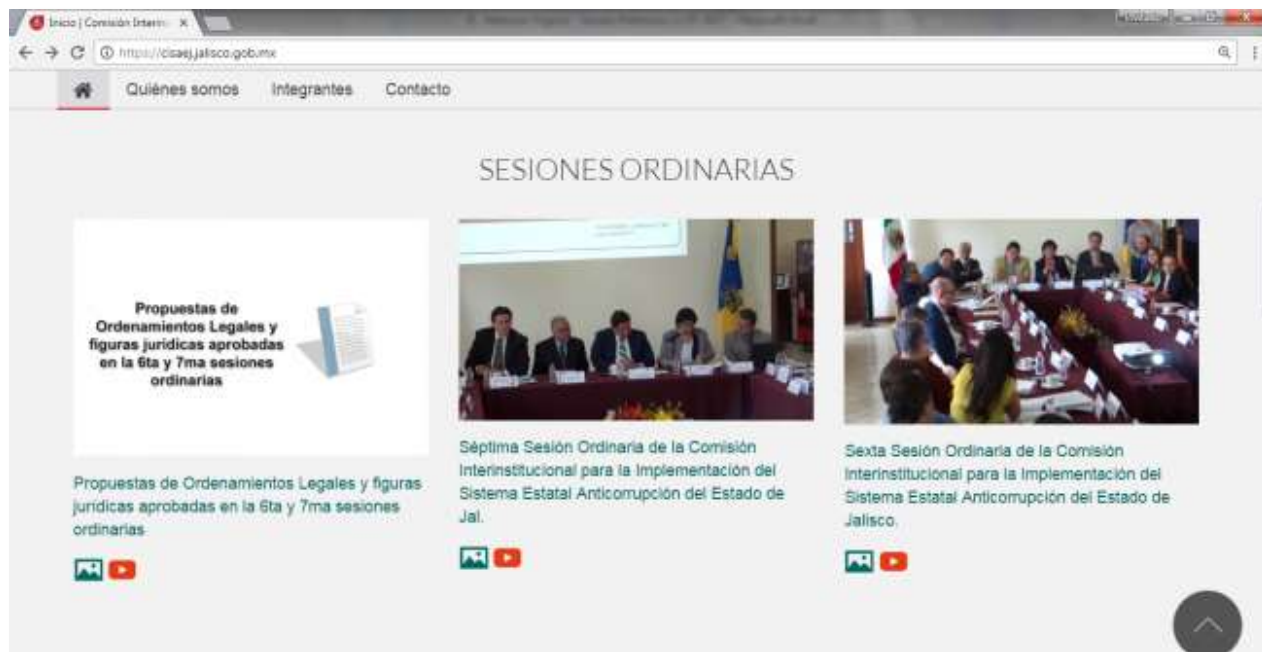 Inicio | Comisión Interin
https://cisaej.jalisco.gob.mx
Quiénes somos Integrantes Contacto
SESIONES ORDINARIAS
Propuestas de
Ordenamientos Legales y
figuras jurídicas aprobadas
en la 6ta y 7ma sesiones
ordinarias
Propuestas de Ordenamientos Legales y figuras
jurídicas aprobadas en la 6ta y 7ma sesiones
ordinarias
Séptima Sesión Ordinaria de la Comisión
Interinstitucional para la Implementación del
Sistema Estatal Anticorrupción del Estado de
Jal.
Sexta Sesión Ordinaria de la Comisión
Interinstitucional para la Implementación del
Sistema Estatal Anticorrupción del Estado de
Jalisco.